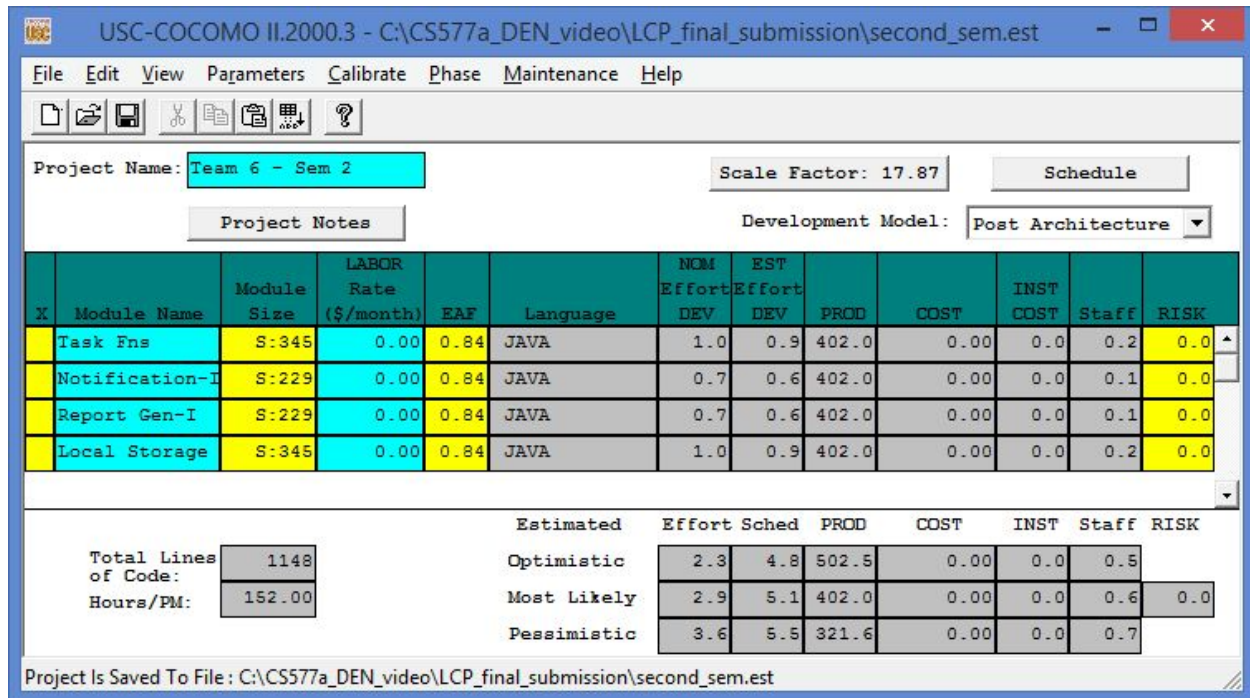 USC
USC-COCOMO II.2000.3 - C:\CS577a_DEN_video\LCP_final_submission\second_sem.est
File Edit View Parameters Calibrate Phase Maintenance Help
Project Name: Team 6 - Sem 2 Scale Factor: 17.87 Schedule
Project Notes Development Model: Post Architecture
X Module Name Module Size LABOR Rate ($/month) EAF Language NOM Effort DEV EST Effort DEV PROD COST INST COST Staff RISK
Task Fns S:345 0.00 0.84 JAVA 1.0 0.9 402.0 0.00 0.0 0.2 0.0
Notification-I S:229 0.00 0.84 JAVA 0.7 0.6 402.0 0.00 0.0 0.1 0.0
Report Gen-I S:229 0.00 0.84 JAVA 0.7 0.6 402.0 0.00 0.0 0.1 0.0
Local Storage S:345 0.00 0.84 JAVA 1.0 0.9 402.0 0.00 0.0 0.2 0.0
Estimated Effort Sched PROD COST INST Staff RISK
Total Lines of Code: 1148 Optimistic 2.3 4.8 502.5 0.00 0.0 0.5
Hours/PM: 152.00 Most Likely 2.9 5.1 402.0 0.00 0.0 0.6 0.0
Pessimistic 3.6 5.5 321.6 0.00 0.0 0.7
Project Is Saved To File : C:\CS577a_DEN_video\LCP_final_submission\second_sem.est